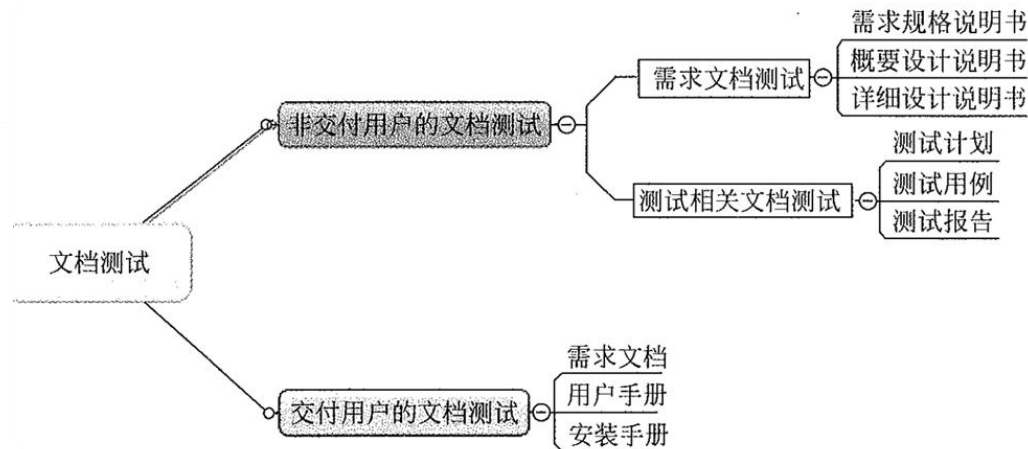 文档测试
非交付用户的文档测试
需求文档测试
需求规格说明书
概要设计说明书
详细设计说明书
测试相关文档测试
测试计划
测试用例
测试报告
交付用户的文档测试
需求文档
用户手册
安装手册